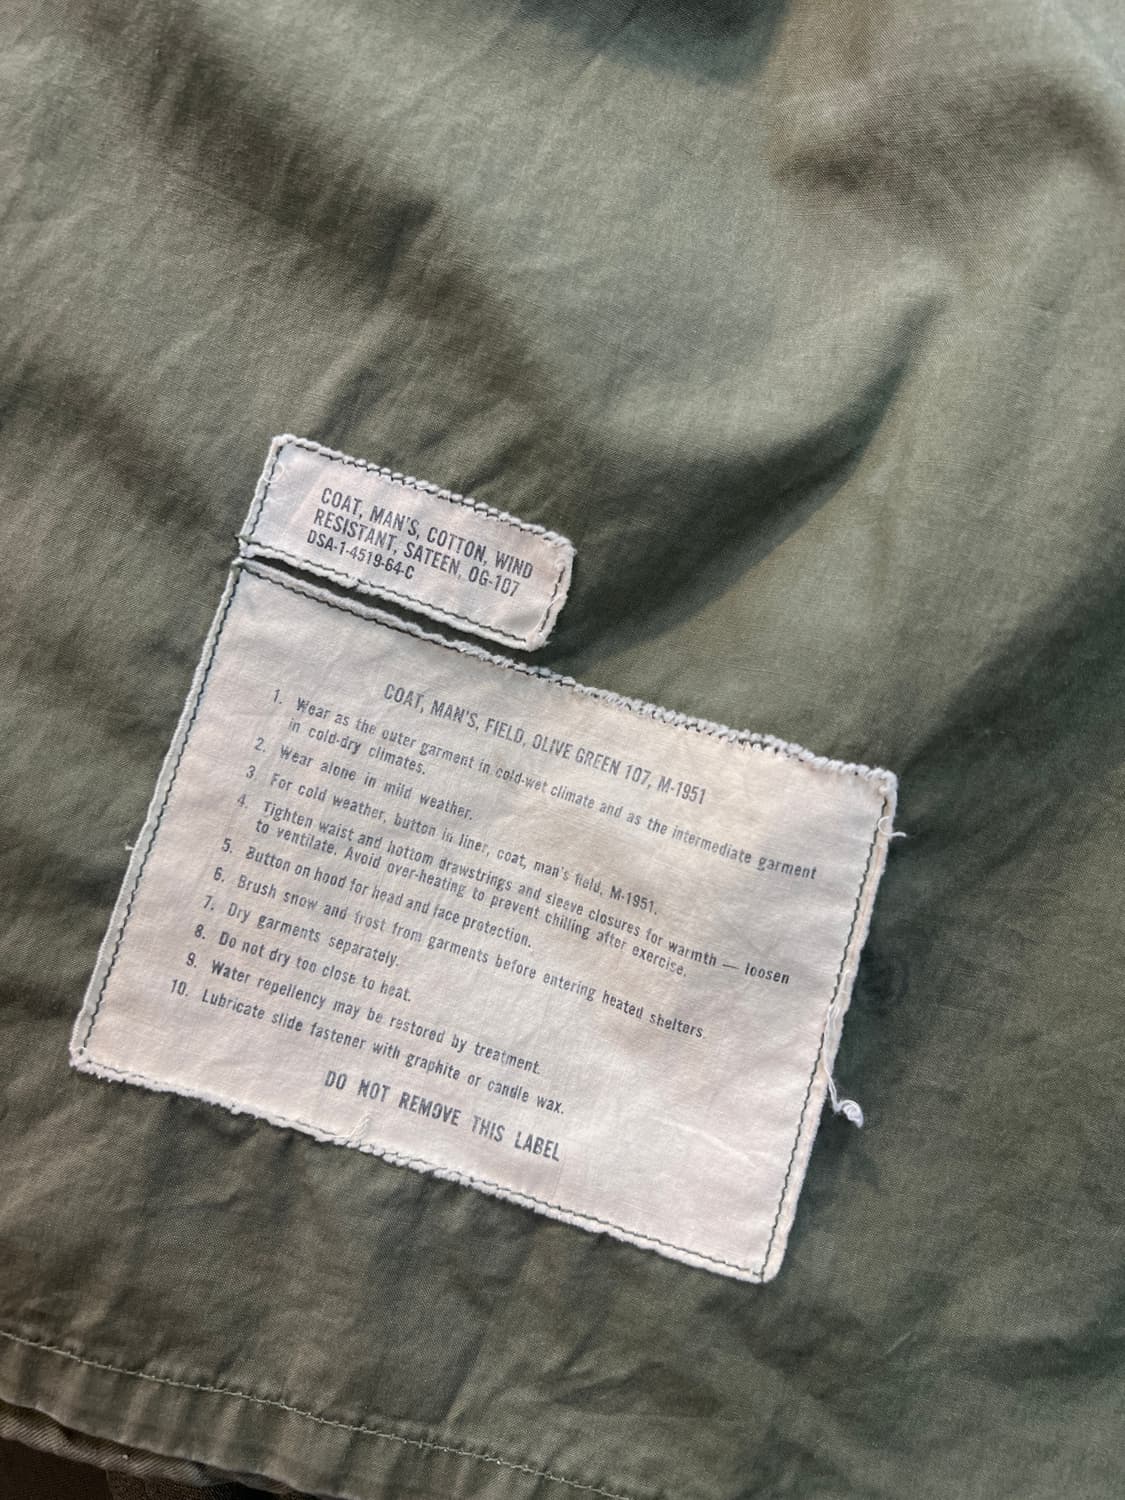 COAT, MAN'S, COTTON, WIND
RESISTANT, SATEEN, OG-107
DSA-1-4519-64-C
COAT, MAN'S, FIELD, OLIVE GREEN 107, M-1951
1. Wear as the outer garment in cold-wet climate and as the intermediate garment
in cold-dry climates.
2. Wear alone in mild weather.
3. For cold weather, button in liner, coat, man's field, M-1951.
4. Tighten waist and bottom drawstrings and sleeve closures for warmth — loosen
to ventilate. Avoid over-heating to prevent chilling after exercise.
5. Button on hood for head and face protection.
6. Brush snow and frost from garments before entering heated shelters.
7. Dry garments separately.
8. Do not dry too close to heat.
9. Water repellency may be restored by treatment.
10. Lubricate slide fastener with graphite or candle wax.
DO NOT REMOVE THIS LABEL